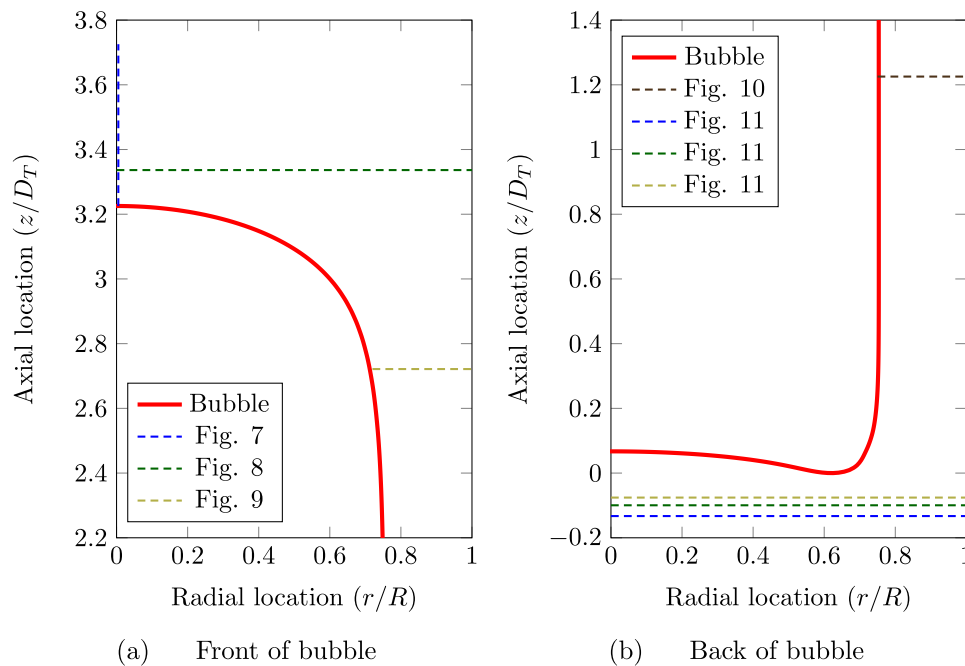 3.8
3.6
3.4
3.2
3
2.8
2.6
2.4
2.2
0
0.2
0.4
0.6
0.8
1
Axial location (z/D_T)
Radial location (r/R)
Bubble
Fig. 7
Fig. 8
Fig. 9
(a) Front of bubble
1.4
1.2
1
0.8
0.6
0.4
0.2
0
−0.2
0
0.2
0.4
0.6
0.8
1
Axial location (z/D_T)
Radial location (r/R)
Bubble
Fig. 10
Fig. 11
Fig. 11
Fig. 11
(b) Back of bubble